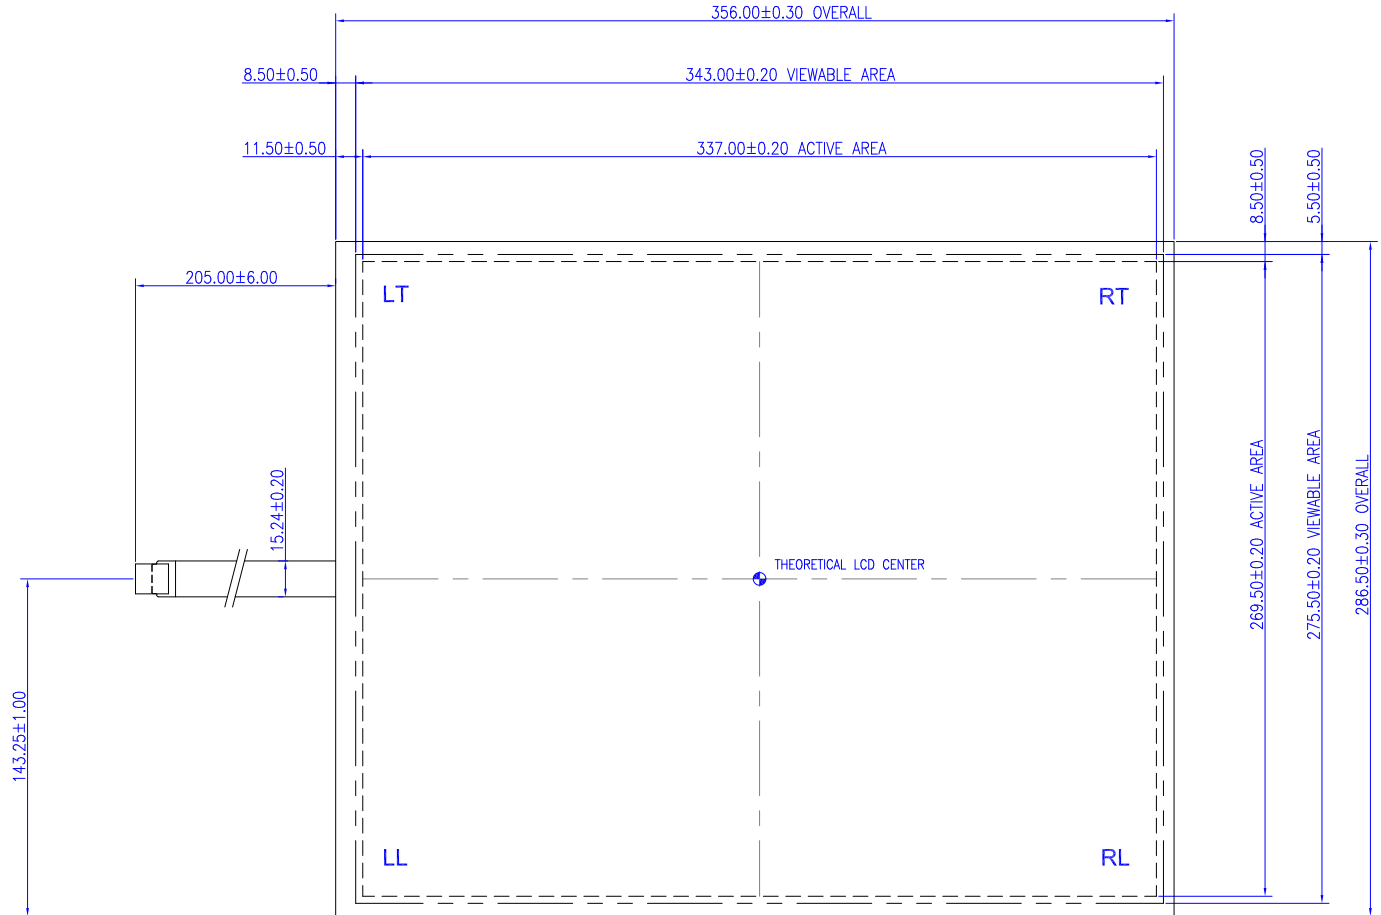 356.00±0.30 OVERALL
8.50±0.50
343.00±0.20 VIEWABLE AREA
11.50±0.50
337.00±0.20 ACTIVE AREA
8.50±0.50
5.50±0.50
205.00±6.00
LT
RT
15.24±0.20
THEORETICAL LCD CENTER
269.50±0.20 ACTIVE AREA
275.50±0.20 VIEWABLE AREA
286.50±0.30 OVERALL
143.25±1.00
LL
RL